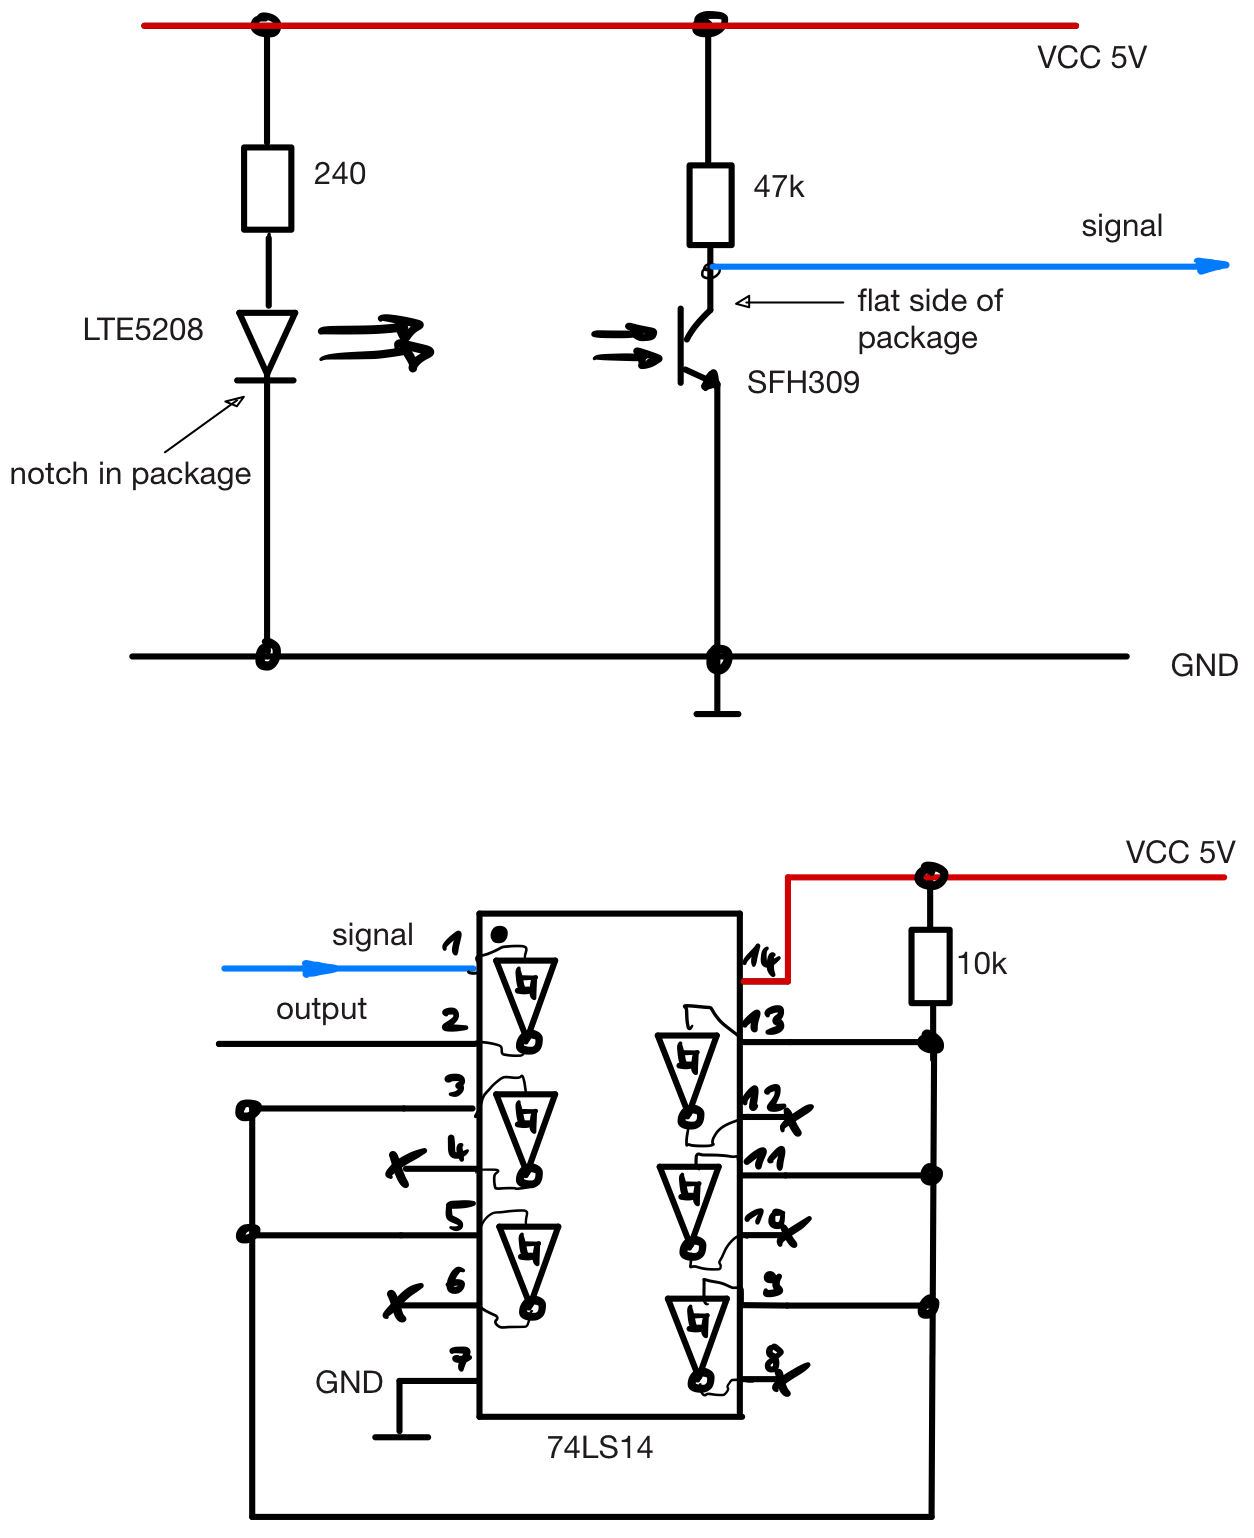 VCC 5V
240
47k
signal
LTE5208
flat side of
package
SFH309
notch in package
GND
VCC 5V
signal
1
14
10k
output
2
13
3
12
4
11
5
10
6
9
7
8
GND
74LS14